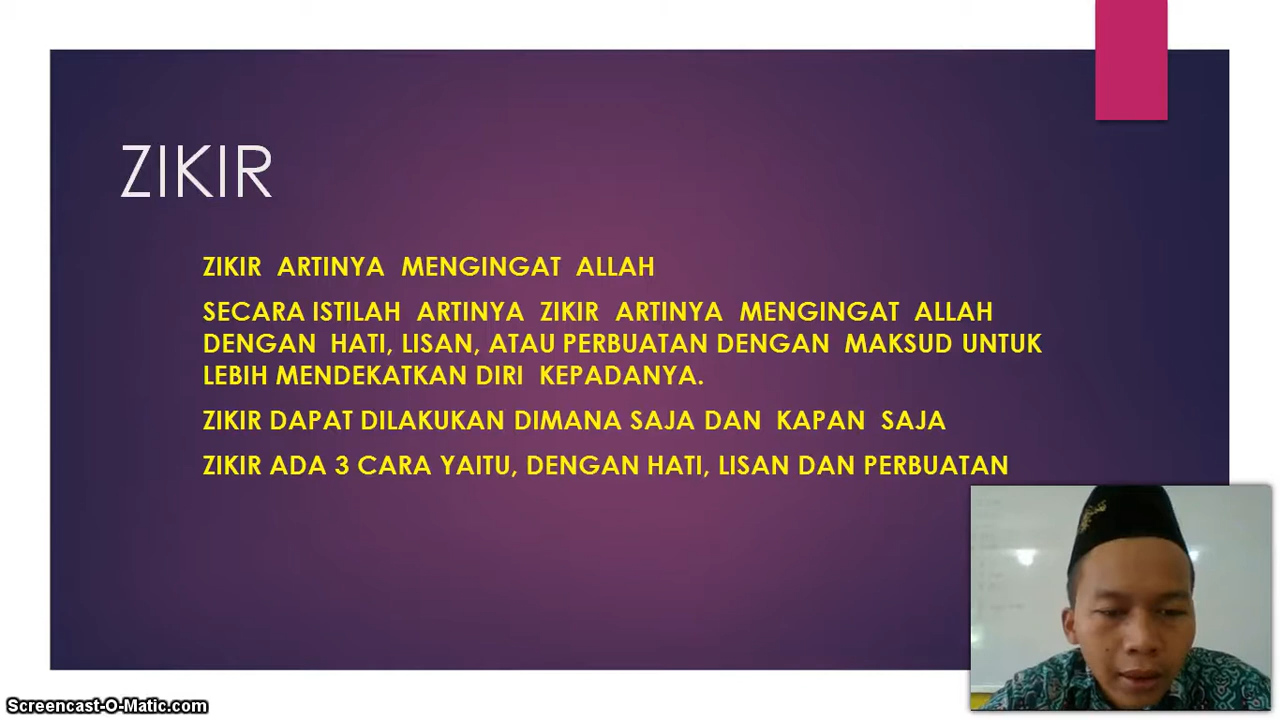 ZIKIR
ZIKIR ARTINYA MENGINGAT ALLAH
SECARA ISTILAH ARTINYA ZIKIR ARTINYA MENGINGAT ALLAH
DENGAN HATI, LISAN, ATAU PERBUATAN DENGAN MAKSUD UNTUK
LEBIH MENDEKATKAN DIRI KEPADANYA.
ZIKIR DAPAT DILAKUKAN DIMANA SAJA DAN KAPAN SAJA
ZIKIR ADA 3 CARA YAITU, DENGAN HATI, LISAN DAN PERBUATAN
Screencast-O-Matic.com